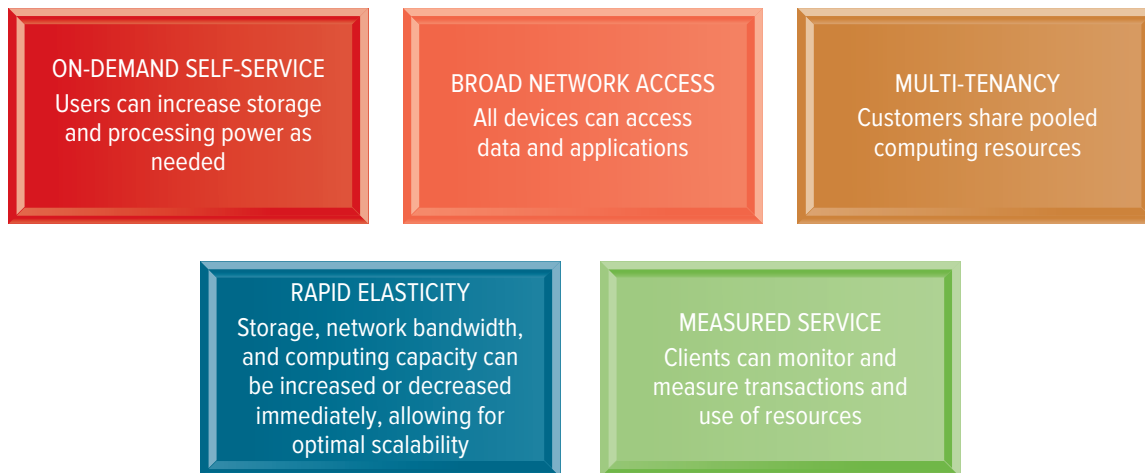 ON-DEMAND SELF-SERVICE
Users can increase storage
and processing power as
needed
BROAD NETWORK ACCESS
All devices can access
data and applications
MULTI-TENANCY
Customers share pooled
computing resources
RAPID ELASTICITY
Storage, network bandwidth,
and computing capacity can
be increased or decreased
immediately, allowing for
optimal scalability
MEASURED SERVICE
Clients can monitor and
measure transactions and
use of resources